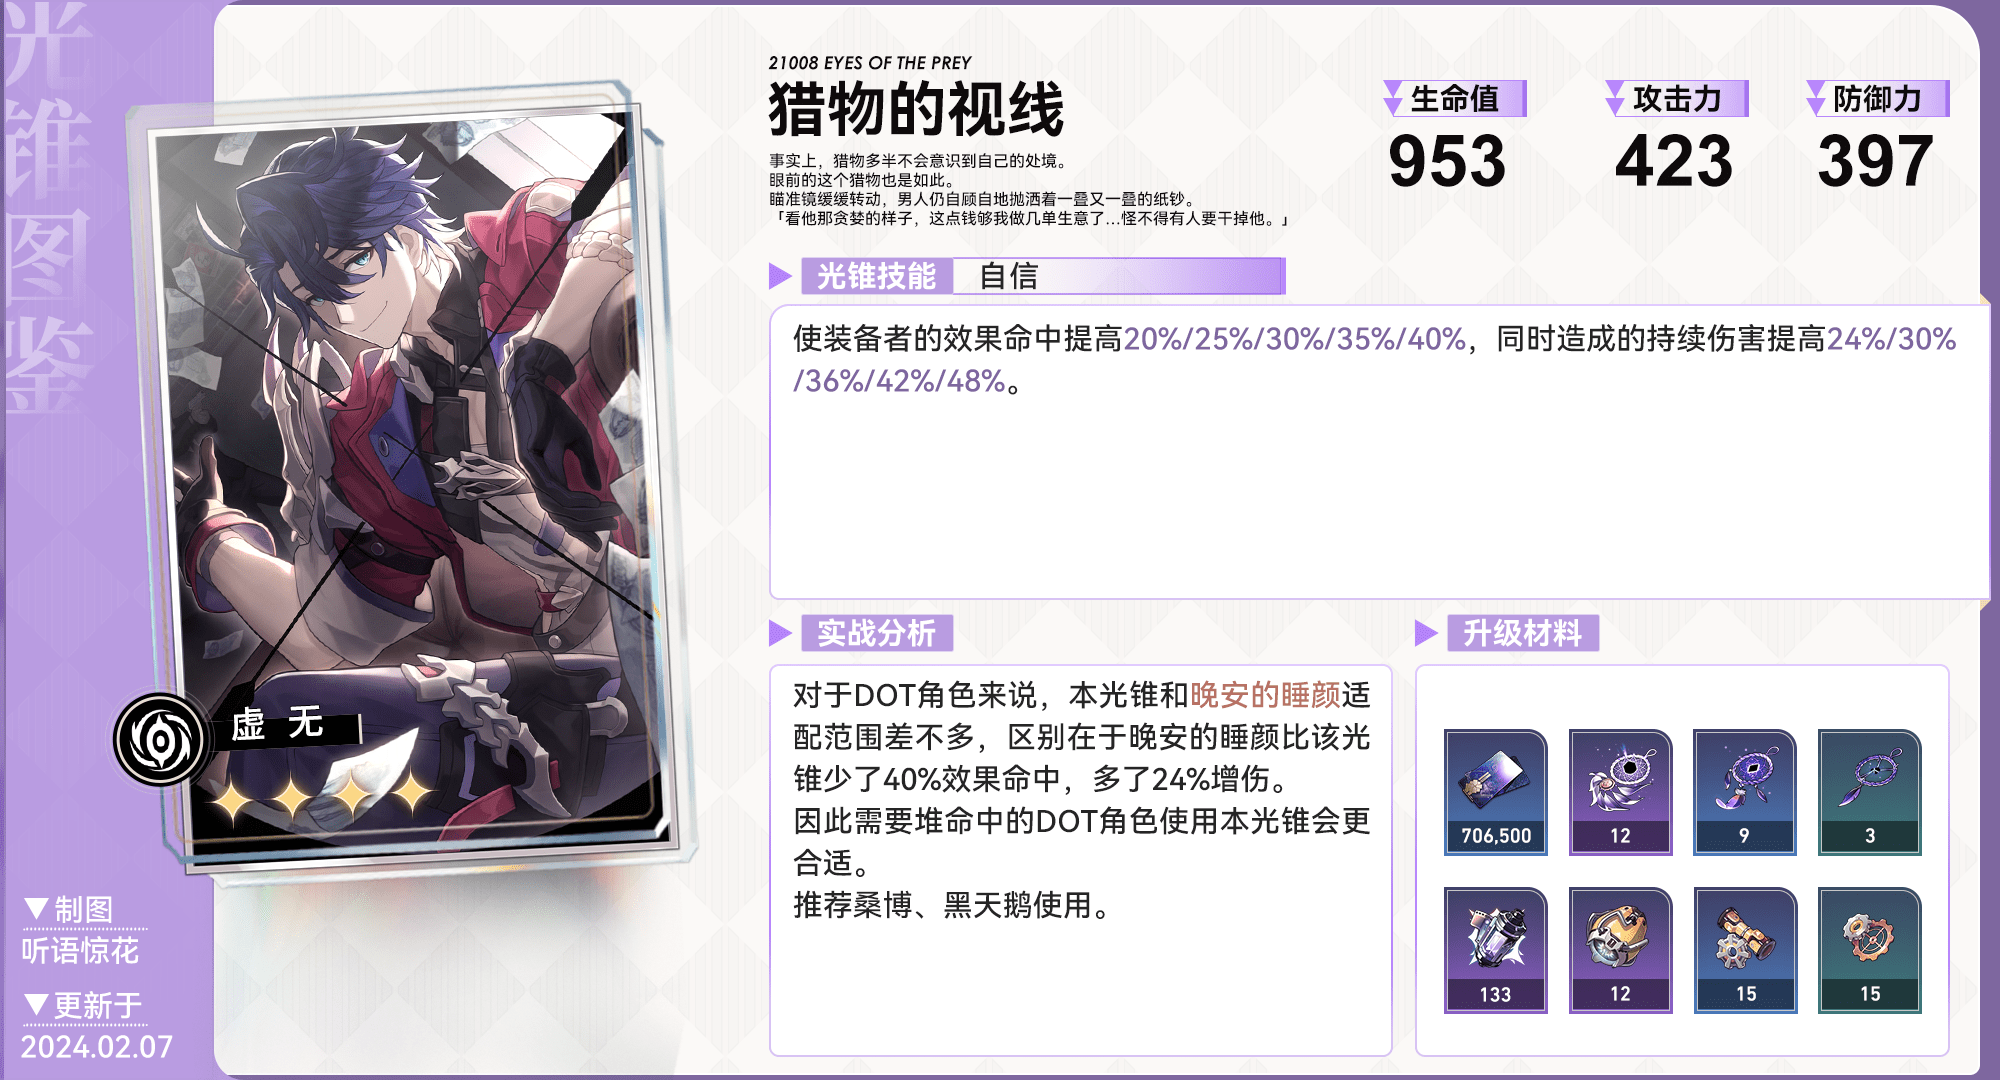 光锥图鉴
21008 EYES OF THE PREY
猎物的视线
事实上，猎物多半不会意识到自己的处境。
眼前的这个猎物也是如此。
瞄准镜缓缓转动，男人仍自顾自地抛洒着一叠又一叠的纸钞。
「看他那贪婪的样子，这点钱够我做几单生意了…怪不得有人要干掉他。」
生命值
953
攻击力
423
防御力
397
光锥技能
自信
使装备者的效果命中提高20%/25%/30%/35%/40%，同时造成的持续伤害提高24%/30%
/36%/42%/48%。
虚无
实战分析
对于DOT角色来说，本光锥和晚安的睡颜适
配范围差不多，区别在于晚安的睡颜比该光
锥少了40%效果命中，多了24%增伤。
因此需要堆命中的DOT角色使用本光锥会更
合适。
推荐桑博、黑天鹅使用。
升级材料
706,500
12
9
3
133
12
15
15
▼制图
听语惊花
▼更新于
2024.02.07